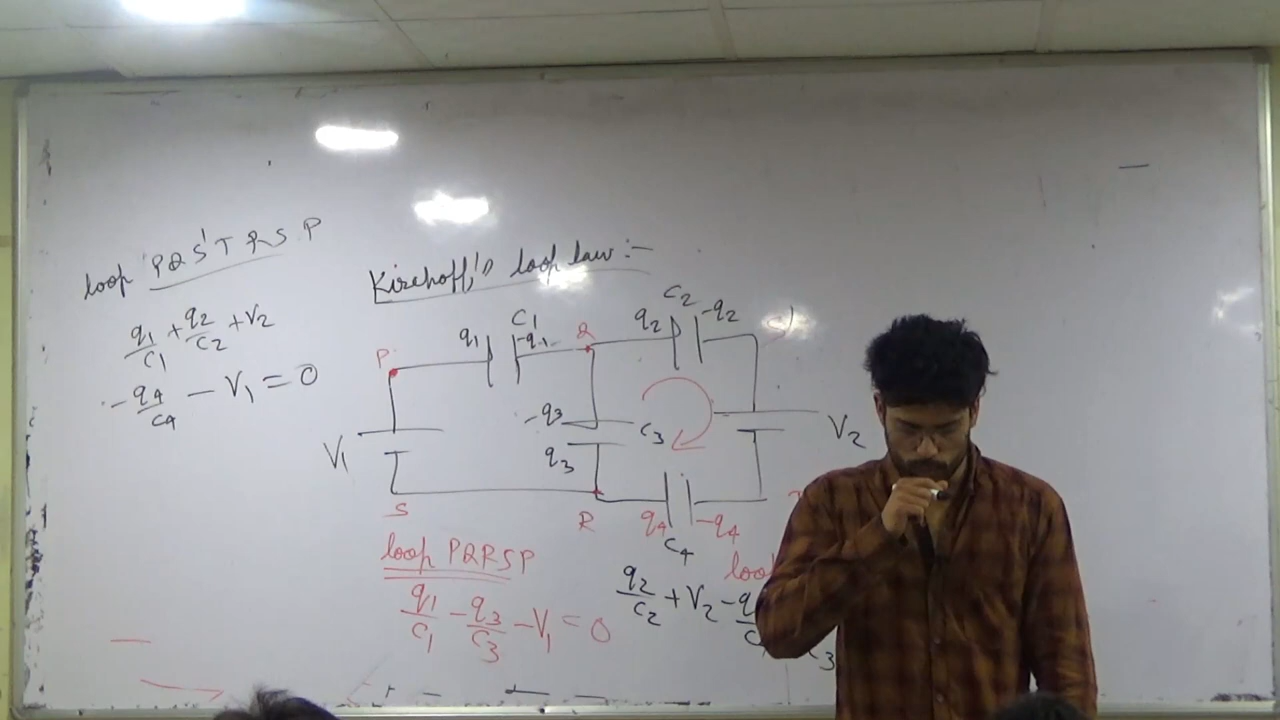 loop PQS'TRSP
q1/C1 + q2/C2 + V2
- q4/C4 - V1 = 0
Kirchoff's loop law :-
P
q1
C1
-q1
Q
q2
C2
-q2
S'
V1
-q3
q3
C3
V2
S
R
q4
-q4
C4
loop PQRSP
q1/C1 - q3/C3 - V1 = 0
loo
q2/C2 + V2 - q